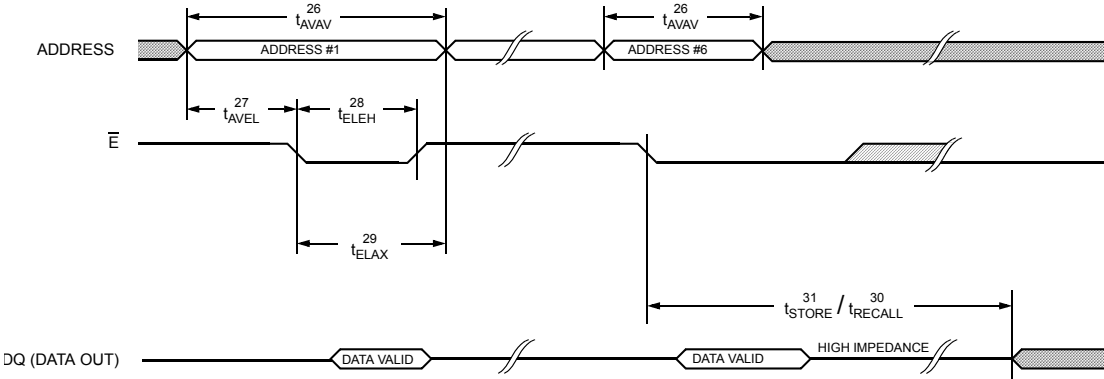 26 26
tAVAV tAVAV
ADDRESS ADDRESS #1 ADDRESS #6
27 28
tAVEL tELEH
E
29
tELAX
31 30
tSTORE / tRECALL
DQ (DATA OUT) DATA VALID DATA VALID HIGH IMPEDANCE